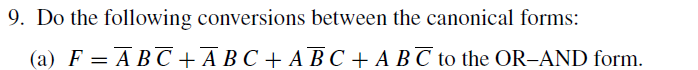 9. Do the following conversions between the canonical forms:
(a) F = A̅ B C̅ + A̅ B C + A B̅ C + A B C̅ to the OR–AND form.